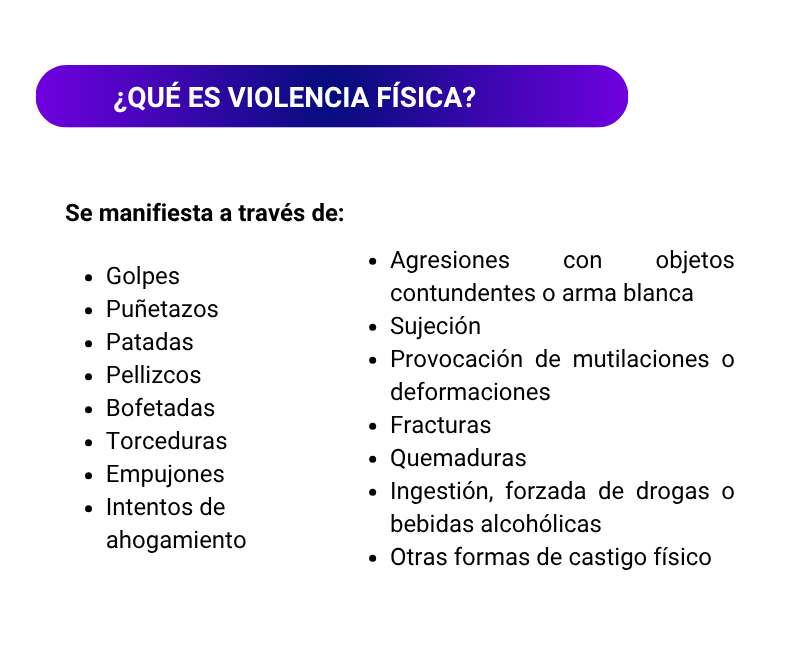 ¿QUÉ ES VIOLENCIA FÍSICA?
Se manifiesta a través de:
• Golpes
• Puñetazos
• Patadas
• Pellizcos
• Bofetadas
• Torceduras
• Empujones
• Intentos de
ahogamiento
• Agresiones con objetos
contundentes o arma blanca
• Sujeción
• Provocación de mutilaciones o
deformaciones
• Fracturas
• Quemaduras
• Ingestión, forzada de drogas o
bebidas alcohólicas
• Otras formas de castigo físico